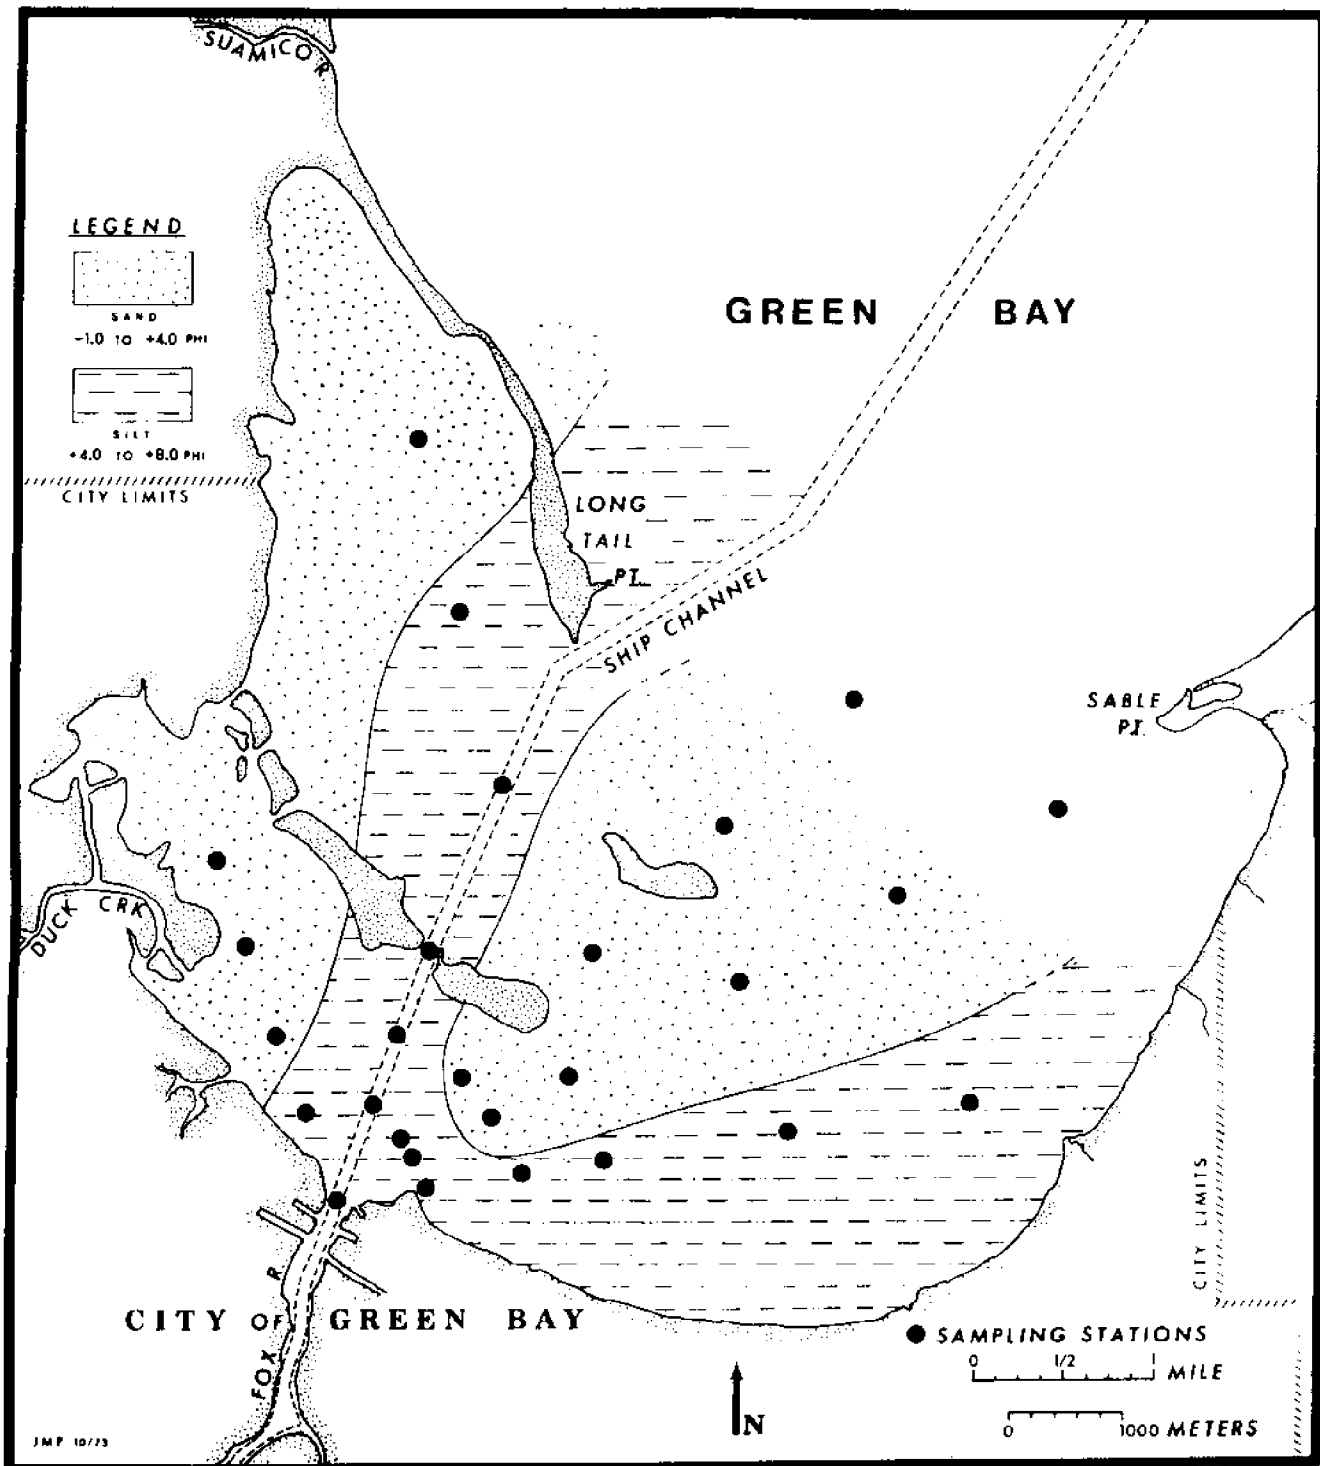 SUAMICO R.
LEGEND
SAND
-1.0 TO +4.0 PHI
SILT
+4.0 TO +8.0 PHI
CITY LIMITS
GREEN BAY
LONG
TAIL
PT.
SHIP CHANNEL
SABLE
PT.
DUCK CRK
CITY LIMITS
FOX R
CITY OF GREEN BAY
SAMPLING STATIONS
0 1/2 1 MILE
0 1000 METERS
N
JMP 10/73